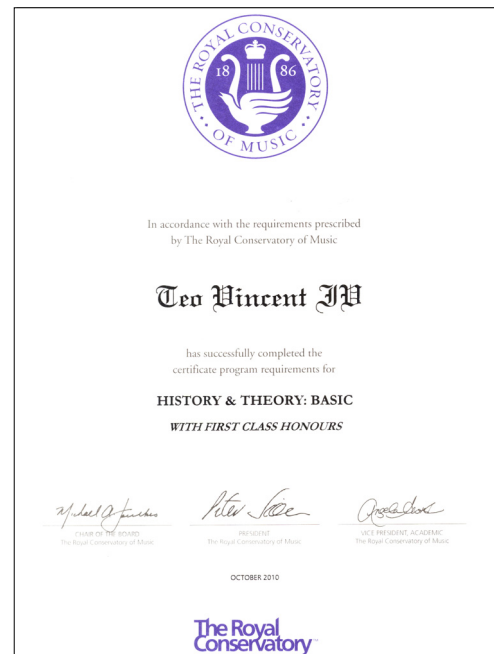 THE ROYAL CONSERVATORY
18 86
OF MUSIC
In accordance with the requirements prescribed
by The Royal Conservatory of Music
Teo Vincent IV
has successfully completed the
certificate program requirements for
HISTORY & THEORY: BASIC
WITH FIRST CLASS HONOURS
CHAIR OF THE BOARD
The Royal Conservatory of Music
PRESIDENT
The Royal Conservatory of Music
VICE PRESIDENT, ACADEMIC
The Royal Conservatory of Music
OCTOBER 2010
The Royal
Conservatory™